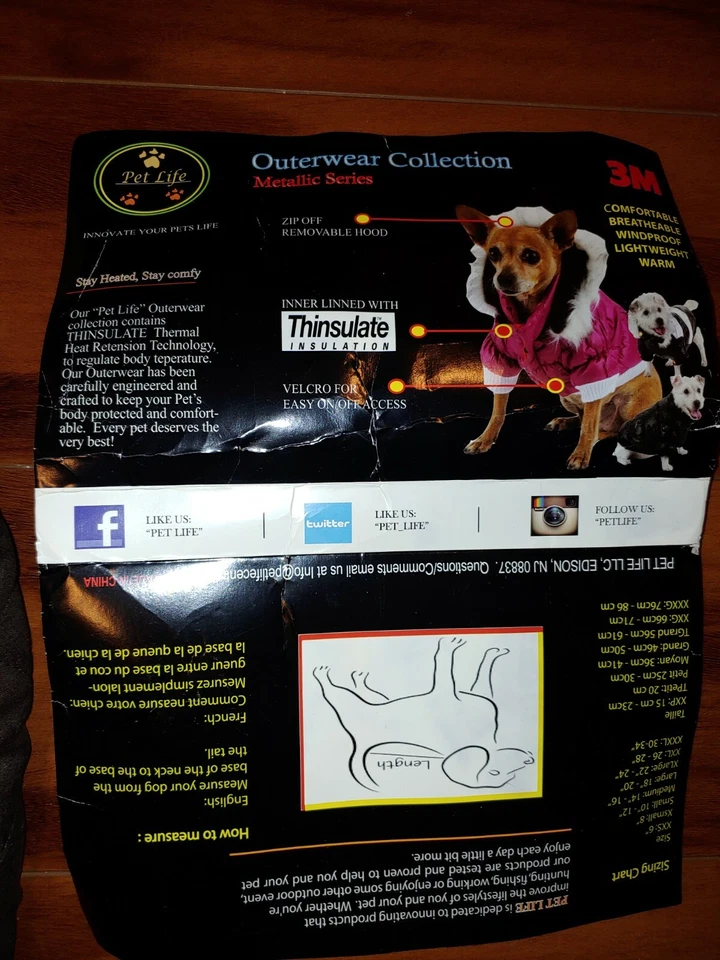 Pet Life
INNOVATE YOUR PETS LIFE
Outerwear Collection
Metallic Series
3M
COMFORTABLE
BREATHEABLE
WINDPROOF
LIGHTWEIGHT
WARM
ZIP OFF
REMOVABLE HOOD
INNER LINNED WITH
Thinsulate
INSULATION
VELCRO FOR
EASY ON/OFF ACCESS
Stay Heated, Stay comfy
Our "Pet Life" Outerwear
collection contains
THINSULATE Thermal
Heat Retension Technology,
to regulate body teperature.
Our Outerwear has been
carefully engineered and
crafted to keep your Pet's
body protected and comfort-
able. Every pet deserves the
very best!
f
LIKE US:
"PET LIFE"
twitter
LIKE US:
"PET_LIFE"
FOLLOW US:
"PETLIFE"
PET LIFE is dedicated to innovating products that
improve the lifestyles of you and your pet. Whether you're
hunting, fishing, working or enjoying some other outdoor event,
our products are tested and proven to help you and your pet
enjoy each day a little bit more.
Sizing Chart
Size
XXS: 6"
Xsmall: 8"
Small: 10"- 12"
Medium: 14"- 16"
Large: 18"- 20"
XLarge: 22"- 24"
XXL: 26 - 28"
XXXL: 30-34"
Taille
XXP: 15 cm - 23cm
TPetit: 20 cm
Petit 25cm - 30cm
Moyan: 36cm - 41cm
Grand: 46cm - 50cm
TGrand 56cm - 61cm
XXG: 66cm - 71cm
XXXG: 76cm - 86 cm
Length
How to measure :
English:
Measure your dog from the
base of the neck to the base of
the tail.
French:
Comment measure votre chien:
Mesurez simplement lalon-
gueur entre la base du cou et
la base de la queue de la chien.
PET LIFE LLC, EDISON, NJ 08837. Questions/Comments email us at Info@petlifecen
IN CHINA